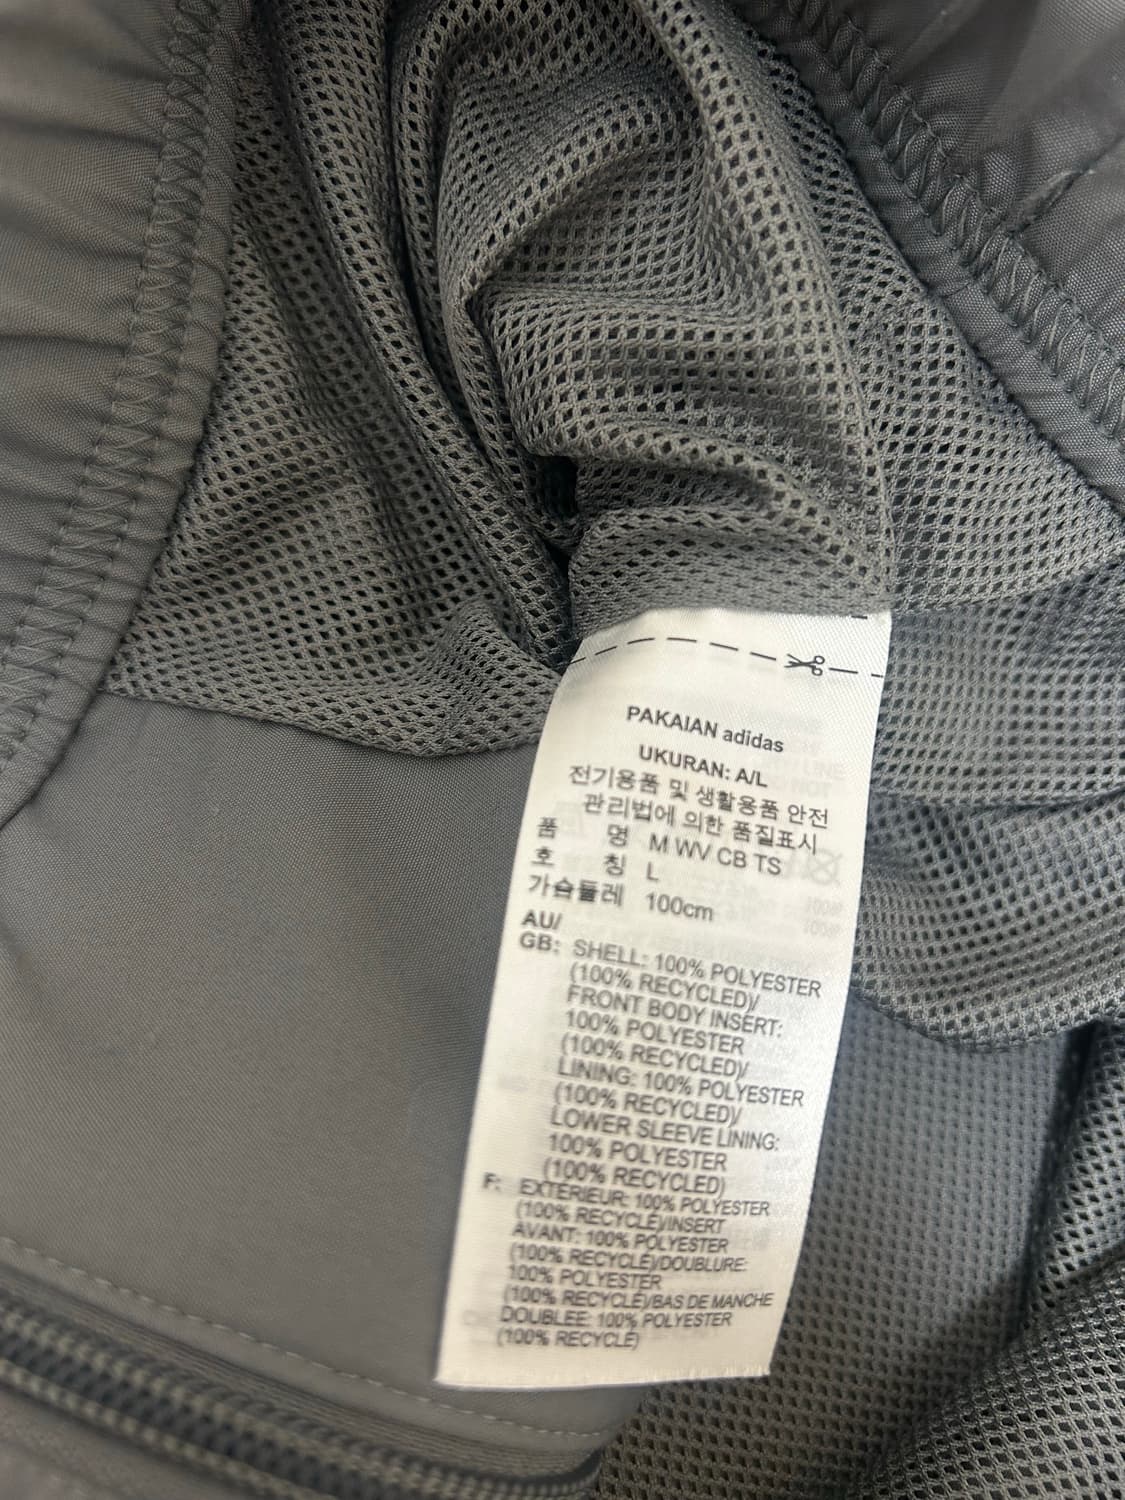 PAKAIAN adidas
UKURAN: A/L
전기용품 및 생활용품 안전
관리법에 의한 품질표시
품 명 M WV CB TS
호 칭 L
가슴둘레 100cm
AU/
GB: SHELL: 100% POLYESTER
(100% RECYCLED)/
FRONT BODY INSERT:
100% POLYESTER
(100% RECYCLED)/
LINING: 100% POLYESTER
(100% RECYCLED)/
LOWER SLEEVE LINING:
100% POLYESTER
(100% RECYCLED)
F: EXTERIEUR: 100% POLYESTER
(100% RECYCLÉ)/INSERT
AVANT: 100% POLYESTER
(100% RECYCLÉ)/DOUBLURE:
100% POLYESTER
(100% RECYCLÉ)/BAS DE MANCHE
DOUBLEE: 100% POLYESTER
(100% RECYCLÉ)